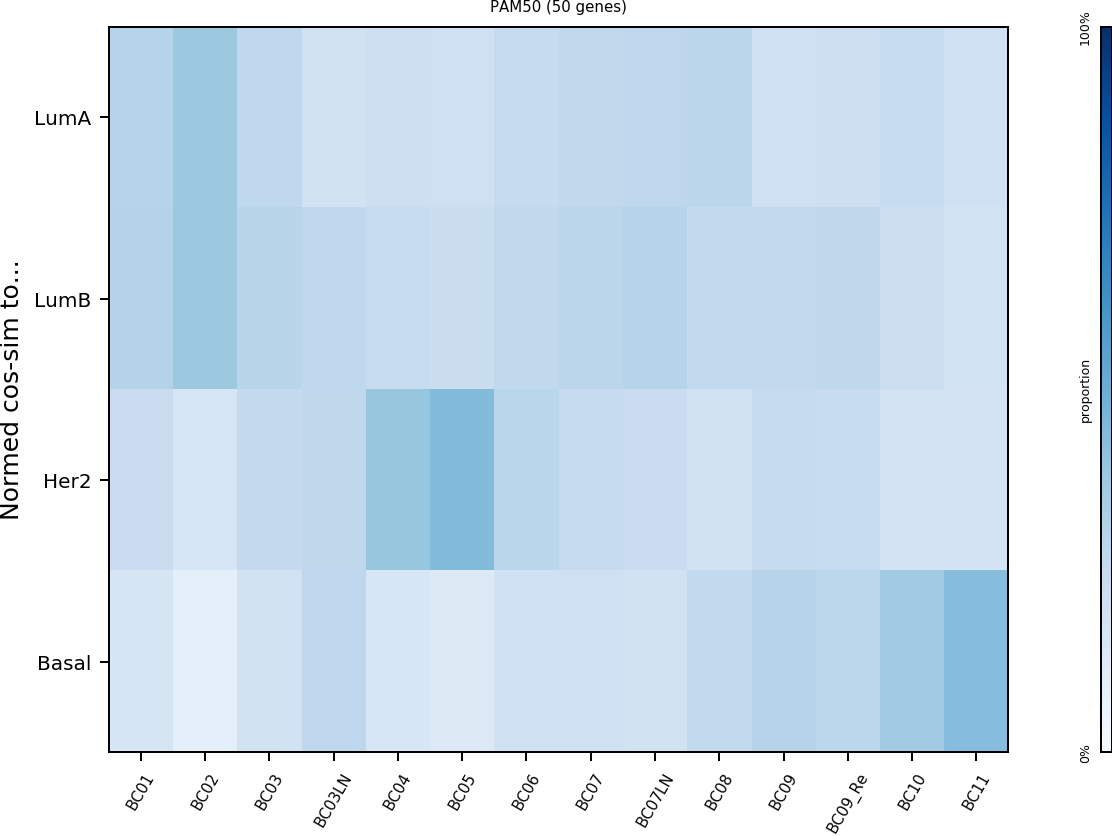 PAM50 (50 genes)
Normed cos-sim to...
LumA
LumB
Her2
Basal
BC01
BC02
BC03
BC03LN
BC04
BC05
BC06
BC07
BC07LN
BC08
BC09
BC09_Re
BC10
BC11
100%
proportion
0%